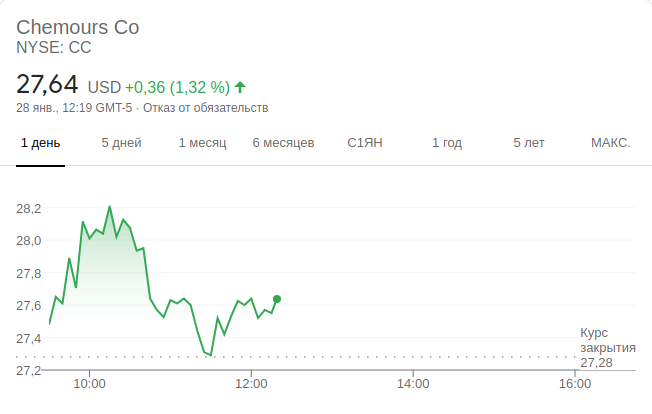 Chemours Co
NYSE: CC
27,64 USD +0,36 (1,32 %)
28 янв., 12:19 GMT-5 · Отказ от обязательств
1 день 5 дней 1 месяц 6 месяцев С1ЯН 1 год 5 лет МАКС.
28,2
28,0
27,8
27,6
27,4
27,2
Курс
закрытия
27,28
10:00 12:00 14:00 16:00